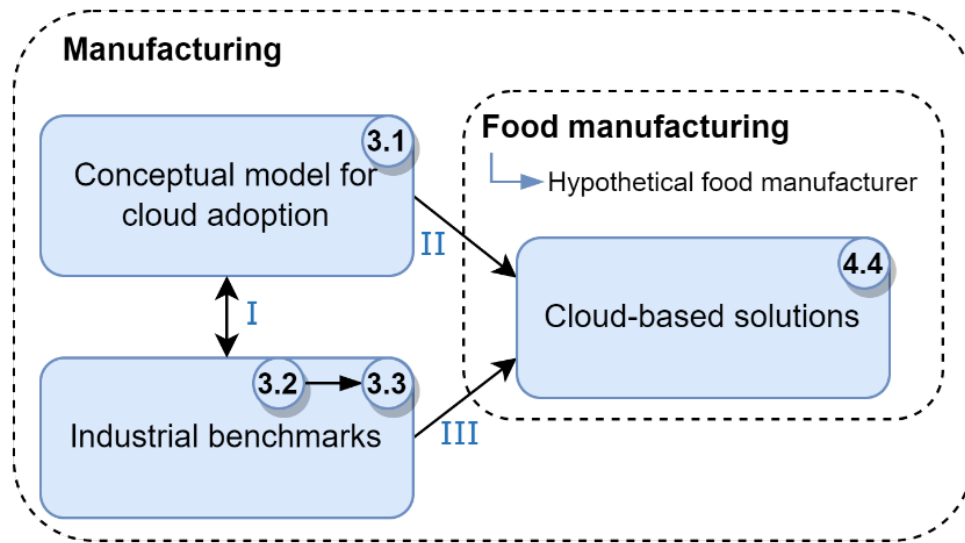 Manufacturing
3.1
Conceptual model for
cloud adoption
Food manufacturing
Hypothetical food manufacturer
II
4.4
Cloud-based solutions
I
3.2
3.3
Industrial benchmarks
III